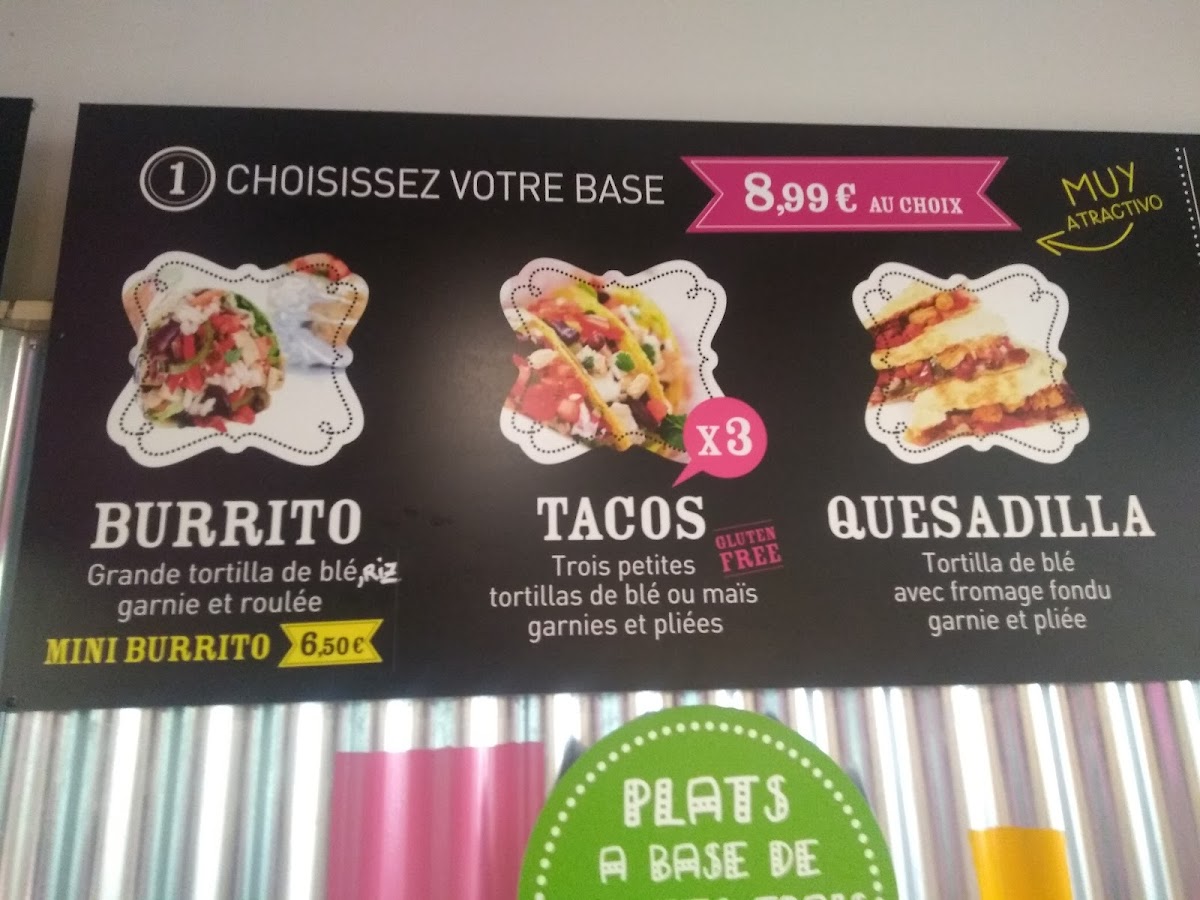 1 CHOISISSEZ VOTRE BASE
8,99 € AU CHOIX
MUY
ATRACTIVO
BURRITO
Grande tortilla de blé,RIZ
garnie et roulée
MINI BURRITO 6,50 €
X3
TACOS
GLUTEN
FREE
Trois petites
tortillas de blé ou maïs
garnies et pliées
QUESADILLA
Tortilla de blé
avec fromage fondu
garnie et pliée
PLATS
A BASE DE